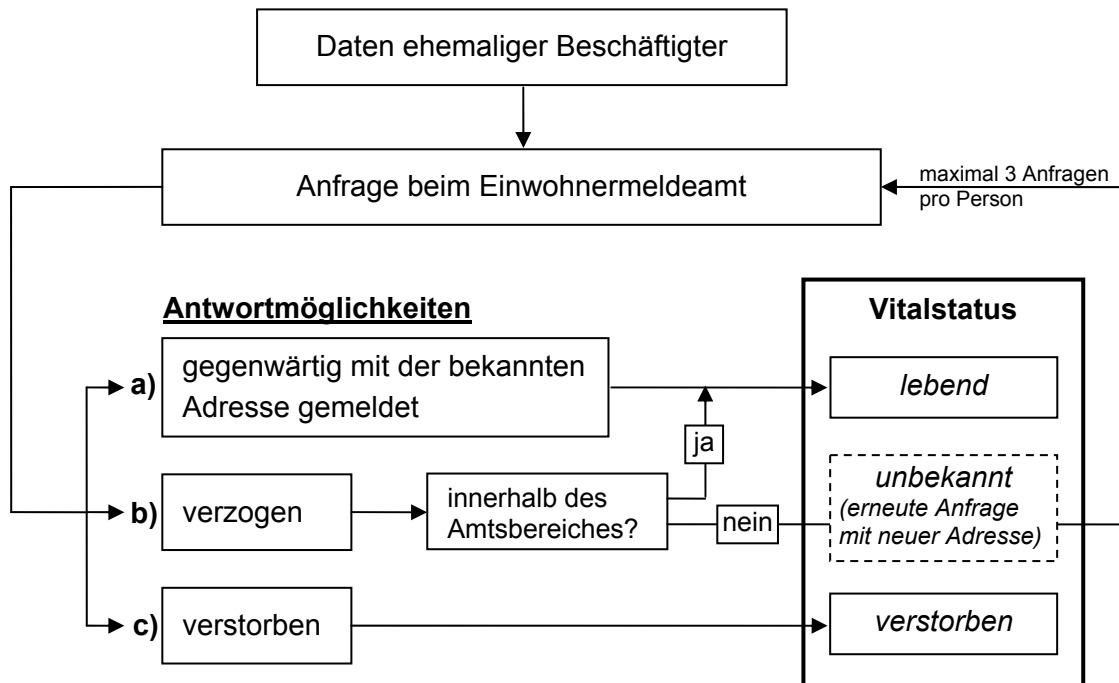 Daten ehemaliger Beschäftigter
Anfrage beim Einwohnermeldeamt
maximal 3 Anfragen
pro Person
Antwortmöglichkeiten
Vitalstatus
a)
gegenwärtig mit der bekannten
Adresse gemeldet
lebend
ja
b)
verzogen
innerhalb des
Amtsbereiches?
nein
unbekannt
(erneute Anfrage
mit neuer Adresse)
c)
verstorben
verstorben